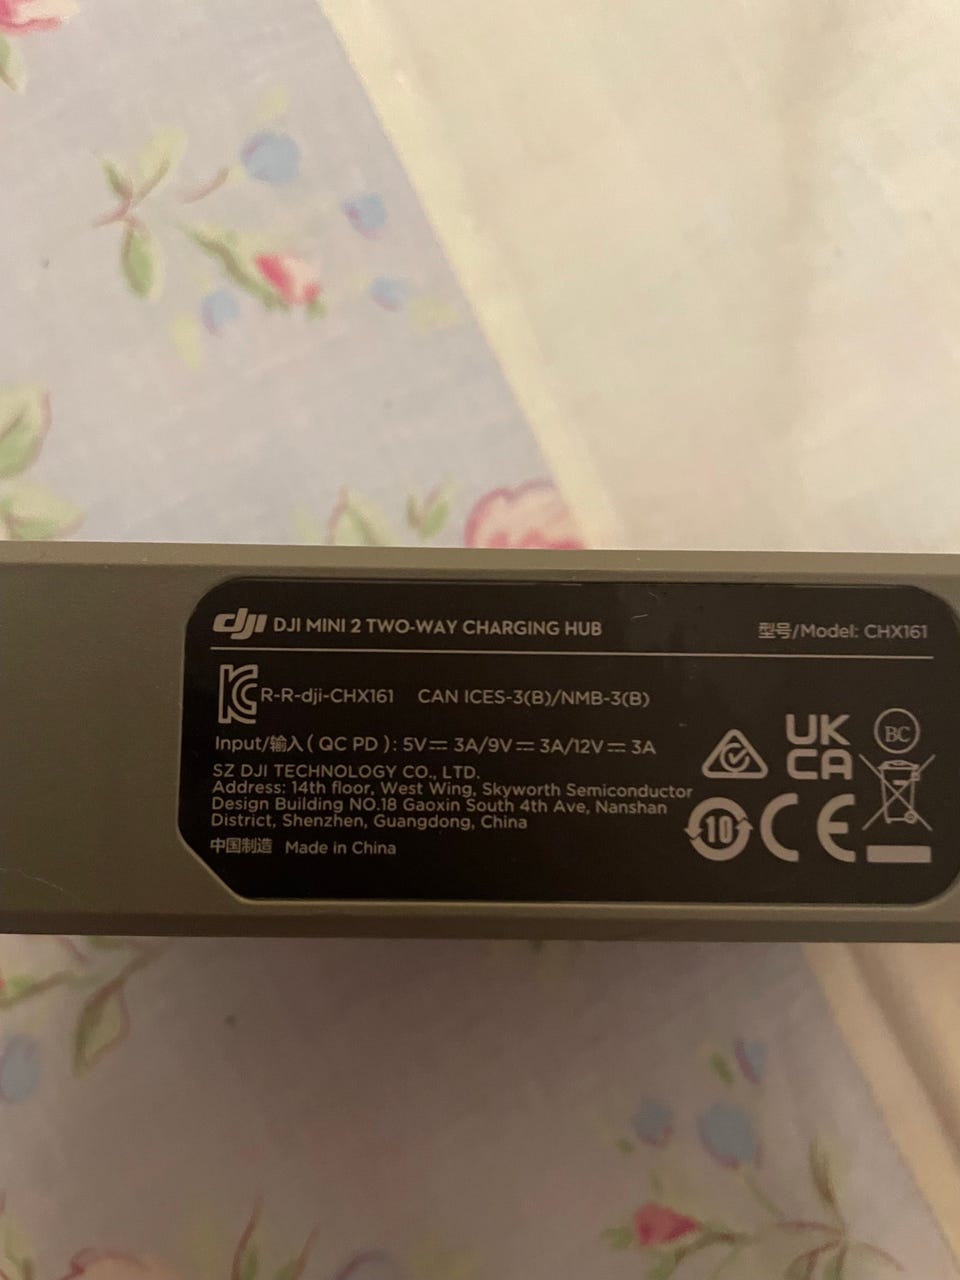 dji DJI MINI 2 TWO-WAY CHARGING HUB 型号/Model: CHX161
R-R-dji-CHX161 CAN ICES-3(B)/NMB-3(B)
Input/输入 ( QC PD ): 5V⎓ 3A/9V⎓ 3A/12V⎓ 3A
SZ DJI TECHNOLOGY CO., LTD.
Address: 14th floor, West Wing, Skyworth Semiconductor
Design Building NO.18 Gaoxin South 4th Ave, Nanshan
District, Shenzhen, Guangdong, China
中国制造 Made in China
UK
CA
BC
10
CE